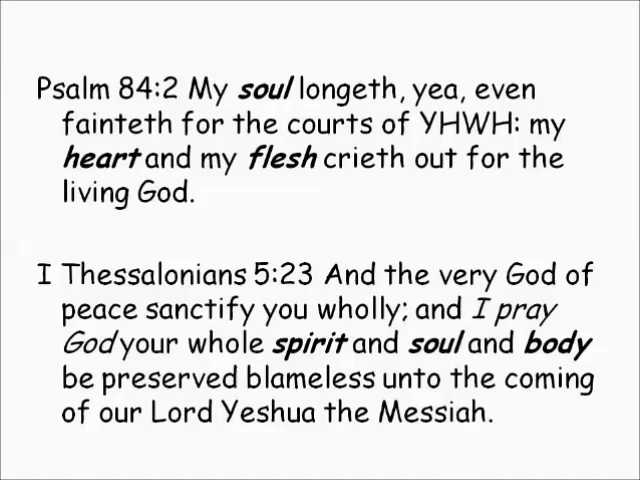 Psalm 84:2 My soul longeth, yea, even
fainteth for the courts of YHWH: my
heart and my flesh crieth out for the
living God.
I Thessalonians 5:23 And the very God of
peace sanctify you wholly; and I pray
God your whole spirit and soul and body
be preserved blameless unto the coming
of our Lord Yeshua the Messiah.